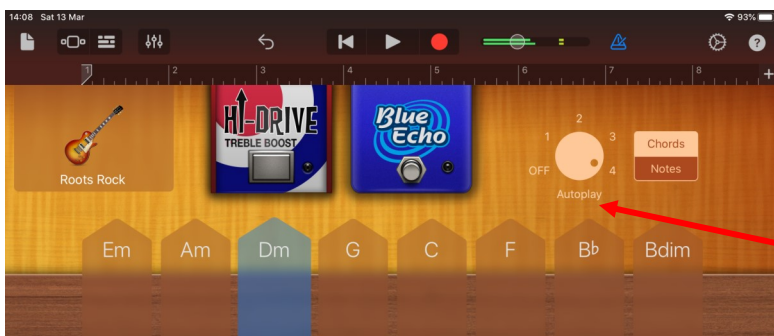 14:08 Sat 13 Mar
93%
?
1 2 3 4 5 6 7 8 +
HI-DRIVE
TREBLE BOOST
Blue
Echo
Roots Rock
OFF 1 2 3 4
Autoplay
Chords
Notes
Em Am Dm G C F B♭ Bdim